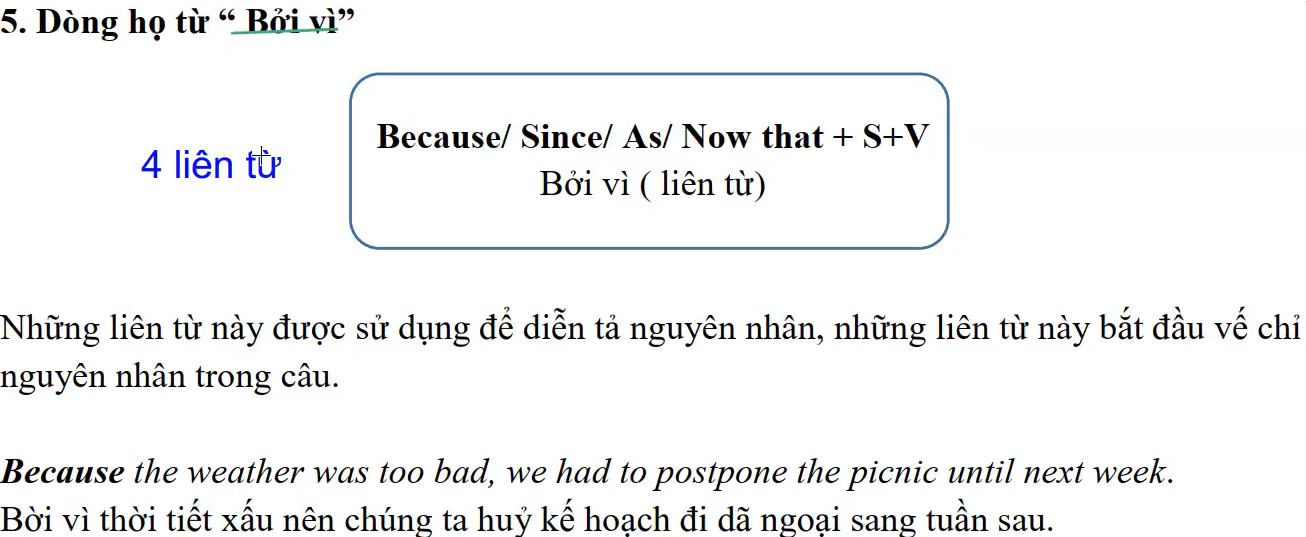 5. Dòng họ từ “ Bởi vì”
Because/ Since/ As/ Now that + S+V
4 liên từ
Bởi vì ( liên từ)
Những liên từ này được sử dụng để diễn tả nguyên nhân, những liên từ này bắt đầu vế chỉ
nguyên nhân trong câu.
Because the weather was too bad, we had to postpone the picnic until next week.
Bời vì thời tiết xấu nên chúng ta huỷ kế hoạch đi dã ngoại sang tuần sau.